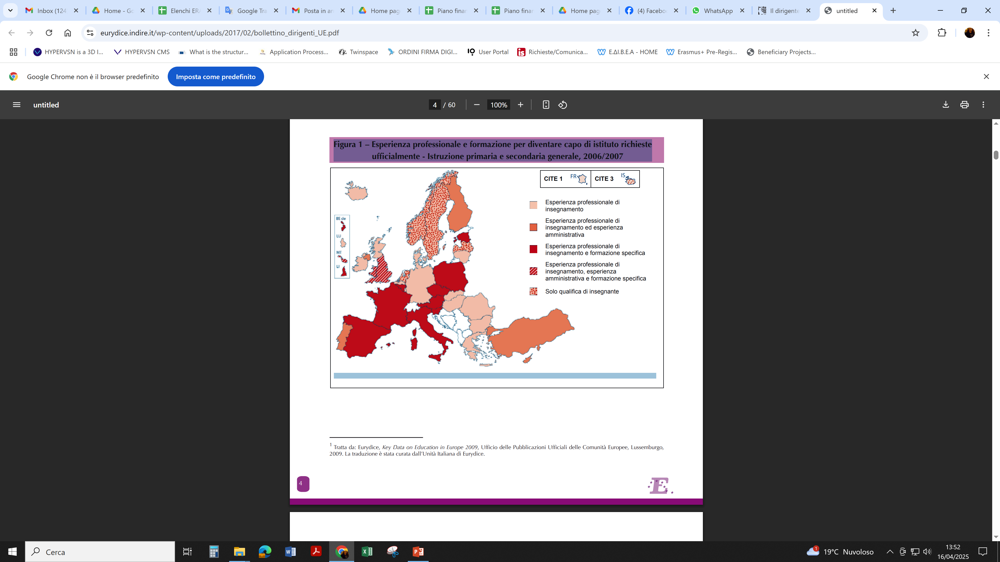 Inbox (124
Home - Go
Elenchi ER
Google Tra
Posta in arr
Home pag
Piano finan
Piano finan
Home pag
(4) Faceboo
WhatsApp
Il dirigente
untitled
eurydice.indire.it/wp-content/uploads/2017/02/bollettino_dirigenti_UE.pdf
HYPERVSN is a 3D I...
HYPERVSN CMS
What is the structur...
Application Process...
Twinspace
ORDINI FIRMA DIGI...
User Portal
Richieste/Comunica...
Ε.ΔΙ.Β.Ε.Α - HOME
Erasmus+ Pre-Regis...
Beneficiary Projects...
Google Chrome non è il browser predefinito
Imposta come predefinito
untitled
4 / 60
100%
Figura 1 – Esperienza professionale e formazione per diventare capo di istituto richieste
ufficialmente - Istruzione primaria e secondaria generale, 2006/2007
CITE 1 FR
CITE 3 IS
BE de
LU
MT
LI
Esperienza professionale di
insegnamento
Esperienza professionale di
insegnamento ed esperienza
amministrativa
Esperienza professionale di
insegnamento e formazione specifica
Esperienza professionale di
insegnamento, esperienza
amministrativa e formazione specifica
Solo qualifica di insegnante
1 Tratta da: Eurydice, Key Data on Education in Europe 2009, Ufficio delle Pubblicazioni Ufficiali delle Comunità Europee, Lussemburgo,
2009. La traduzione è stata curata dall’Unità Italiana di Eurydice.
4
E
Cerca
1
19°C Nuvoloso
13:52
16/04/2025